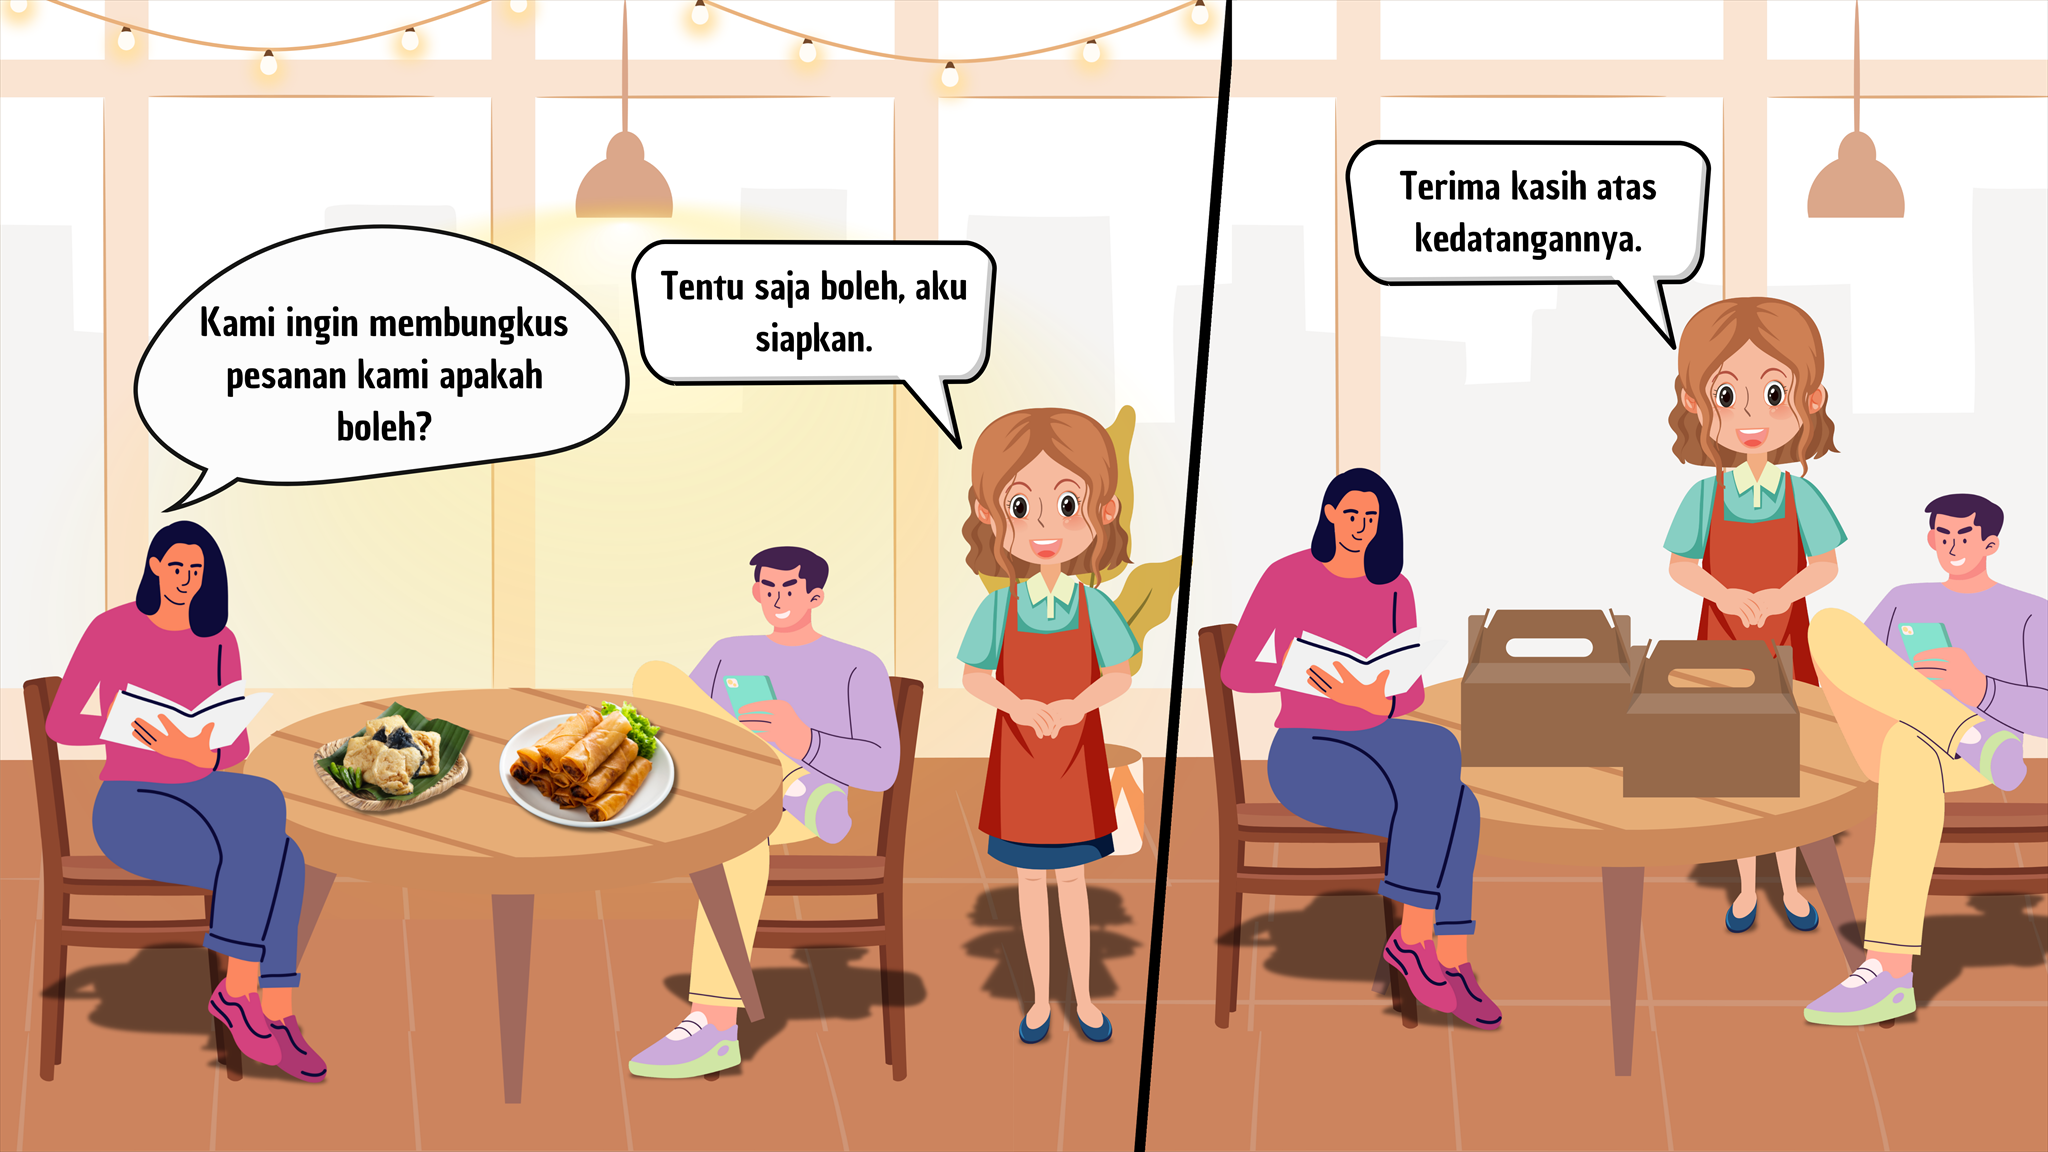 Kami ingin membungkus
pesanan kami apakah
boleh?
Tentu saja boleh, aku
siapkan.
Terima kasih atas
kedatangannya.